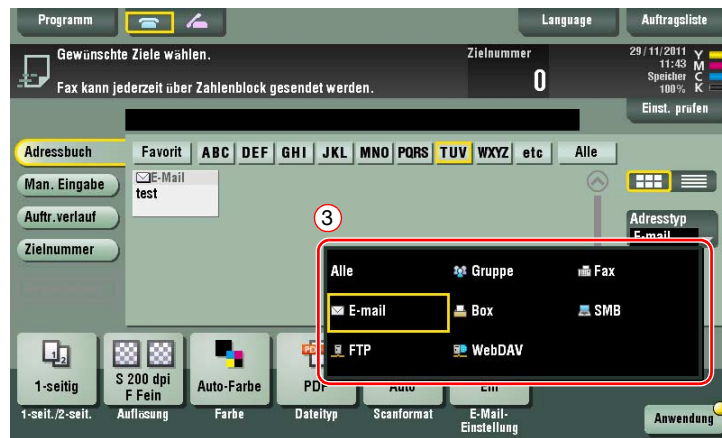 Programm
Language
Auftragsliste
Gewünschte Ziele wählen.
Fax kann jederzeit über Zahlenblock gesendet werden.
Zielnummer
0
29/11/2011
11:43
Speicher
100%
Y
M
C
K
Einst. prüfen
Adressbuch
Favorit
ABC
DEF
GHI
JKL
MNO
PQRS
TUV
WXYZ
etc
Alle
Man. Eingabe
E-Mail
test
Auftr.verlauf
Adresstyp
E-mail
Zielnummer
3
Alle
Gruppe
Fax
E-mail
Box
SMB
FTP
WebDAV
1-seitig
S 200 dpi
F Fein
Auto-Farbe
PDF
Auto
Ein
1-seit./2-seit.
Auflösung
Farbe
Dateityp
Scanformat
E-Mail-
Einstellung
Anwendung